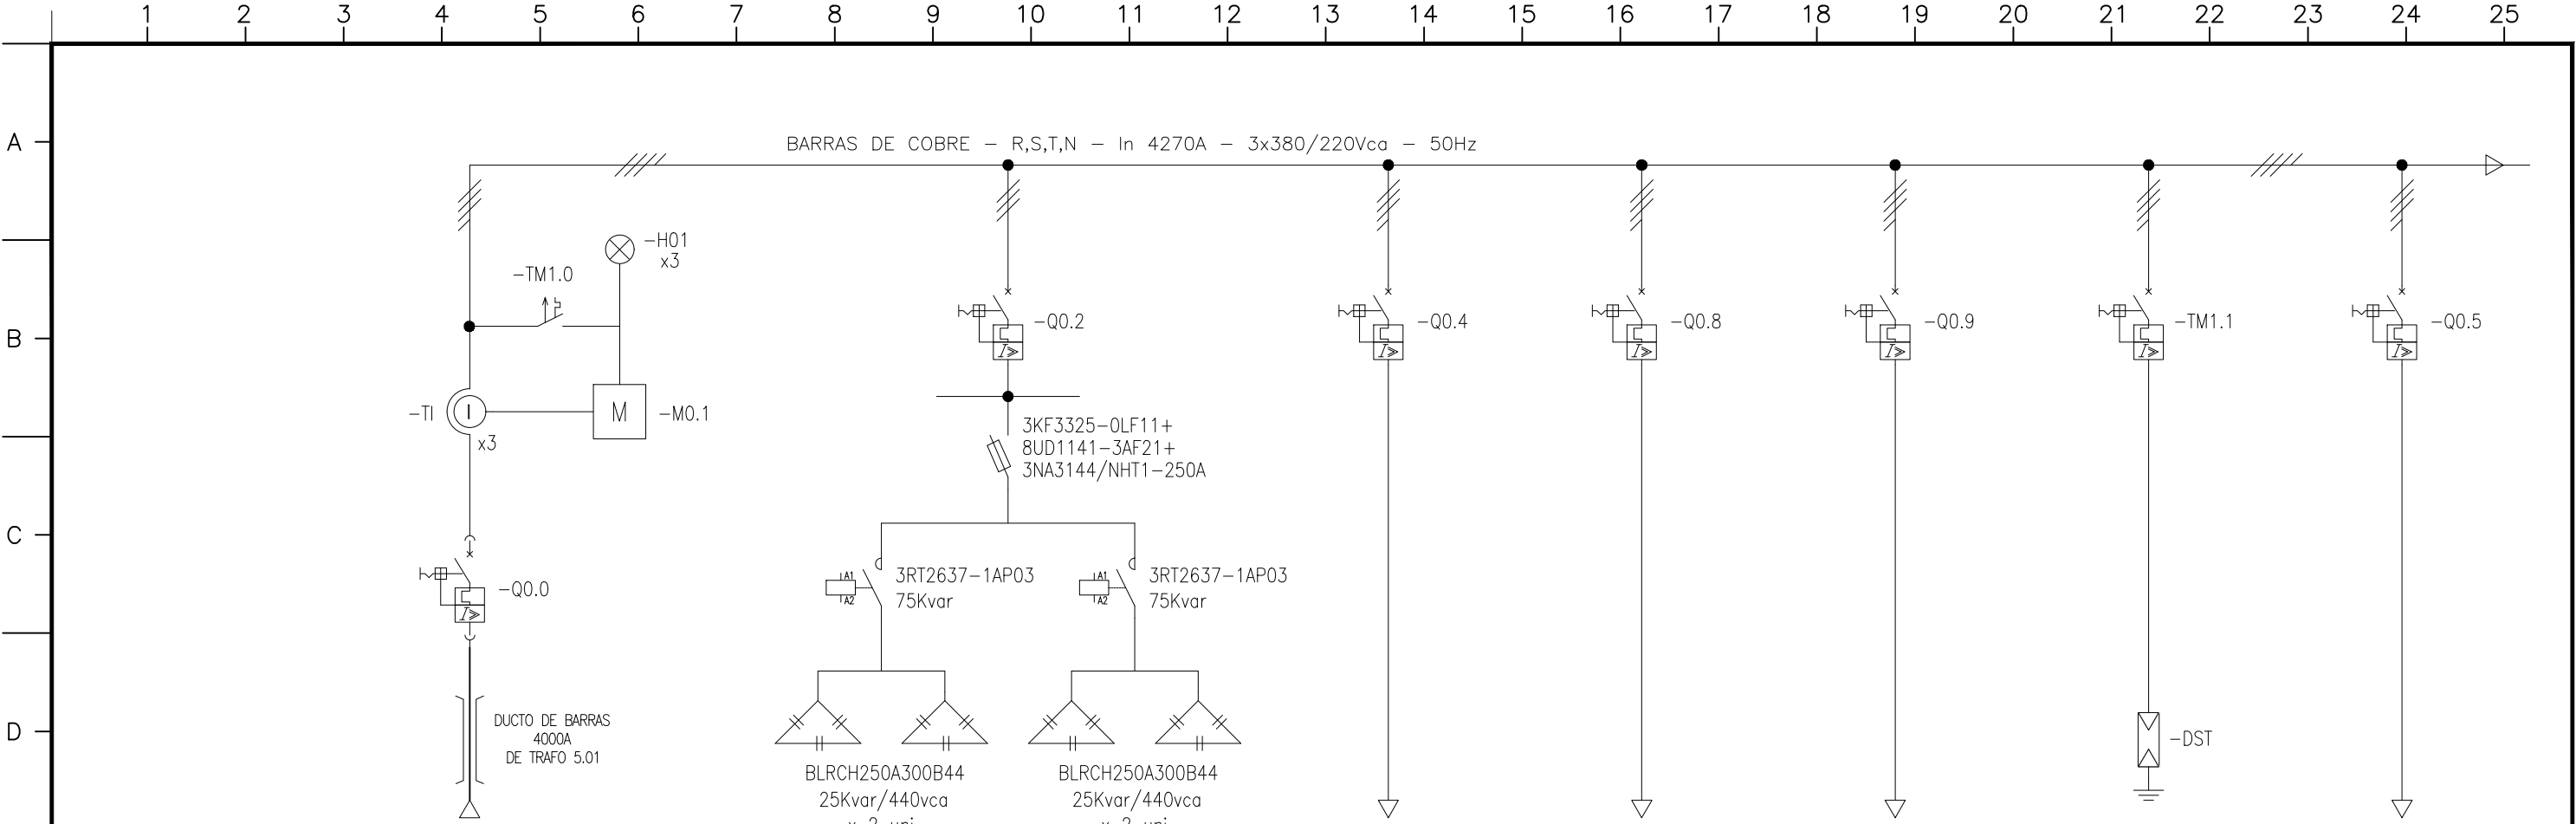 1 2 3 4 5 6 7 8 9 10 11 12 13 14 15 16 17 18 19 20 21 22 23 24 25
A
BARRAS DE COBRE – R,S,T,N – In 4270A – 3x380/220Vca – 50Hz
-H01
x3
-TM1.0
B
-Q0.2
-Q0.4
-Q0.8
-Q0.9
-TM1.1
-Q0.5
-TI
I
x3
M
-M0.1
3KF3325-0LF11+
8UD1141-3AF21+
3NA3144/NHT1-250A
I>
I>
I>
I>
I>
I>
C
-Q0.0
I>
A1
A2
3RT2637-1AP03
75Kvar
A1
A2
3RT2637-1AP03
75Kvar
D
DUCTO DE BARRAS
4000A
DE TRAFO 5.01
BLRCH250A300B44
25Kvar/440vca
BLRCH250A300B44
25Kvar/440vca
-DST